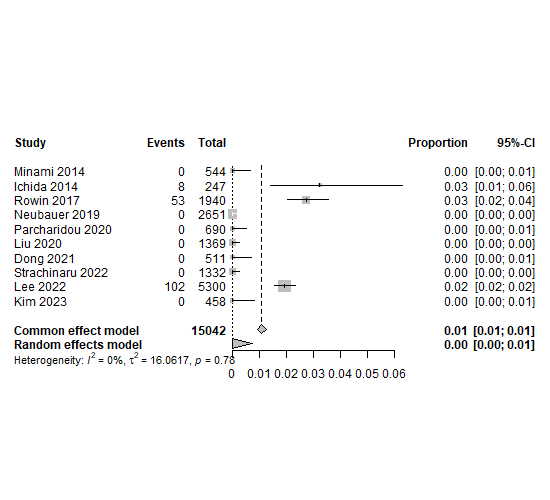 Study Events Total Proportion 95%-CI
Minami 2014 0 544 0.00 [0.00; 0.01]
Ichida 2014 8 247 0.03 [0.01; 0.06]
Rowin 2017 53 1940 0.03 [0.02; 0.04]
Neubauer 2019 0 2651 0.00 [0.00; 0.00]
Parcharidou 2020 0 690 0.00 [0.00; 0.01]
Liu 2020 0 1369 0.00 [0.00; 0.00]
Dong 2021 0 511 0.00 [0.00; 0.01]
Strachinaru 2022 0 1332 0.00 [0.00; 0.00]
Lee 2022 102 5300 0.02 [0.02; 0.02]
Kim 2023 0 458 0.00 [0.00; 0.01]
Common effect model 15042 0.01 [0.01; 0.01]
Random effects model 0.00 [0.00; 0.01]
Heterogeneity: I² = 0%, τ² = 16.0617, p = 0.78
0 0.01 0.02 0.03 0.04 0.05 0.06